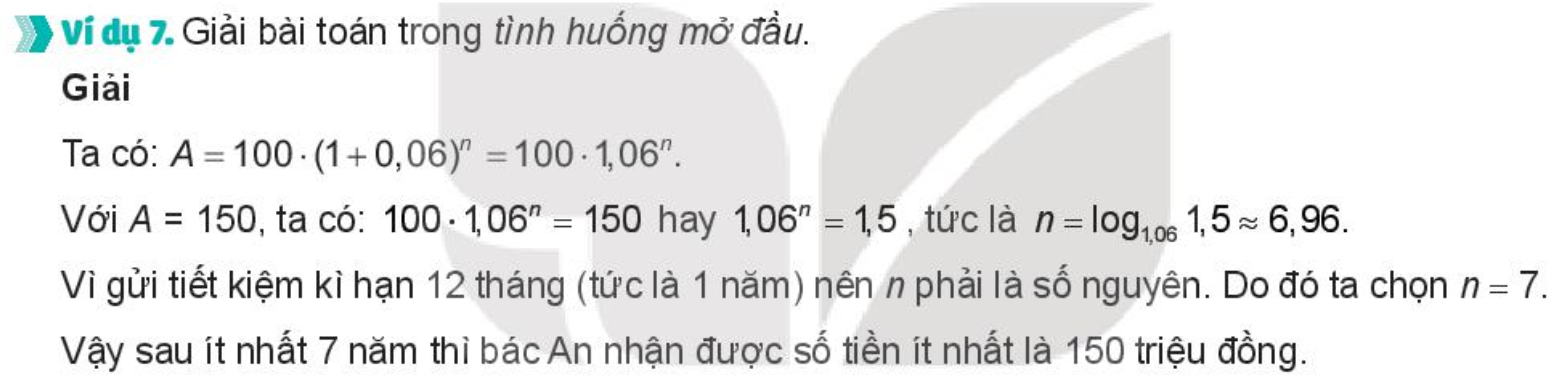 Ví dụ 7. Giải bài toán trong tình huống mở đầu.
Giải
Ta có: A = 100 · (1 + 0,06)ⁿ = 100 · 1,06ⁿ.
Với A = 150, ta có: 100 · 1,06ⁿ = 150 hay 1,06ⁿ = 1,5 , tức là n = log₁,₀₆ 1,5 ≈ 6,96.
Vì gửi tiết kiệm kì hạn 12 tháng (tức là 1 năm) nên n phải là số nguyên. Do đó ta chọn n = 7.
Vậy sau ít nhất 7 năm thì bác An nhận được số tiền ít nhất là 150 triệu đồng.